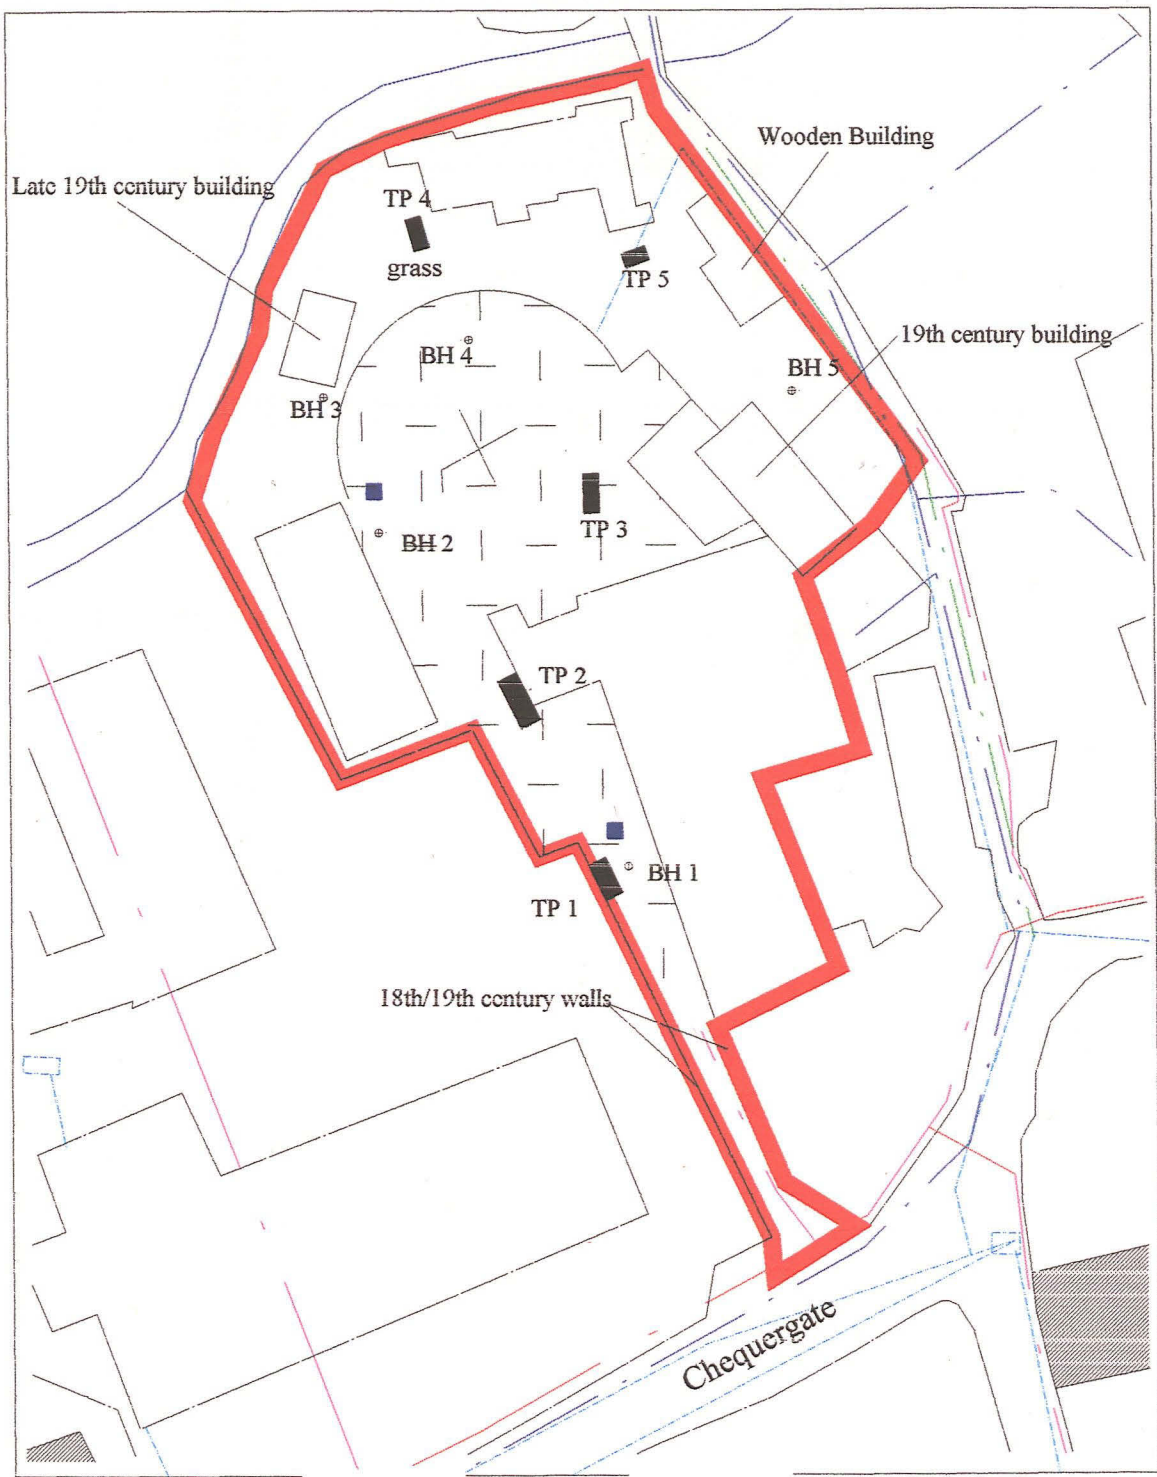 Wooden Building
Late 19th century building
TP 4
grass
TP 5
19th century building
BH 4
BH 5
BH 3
TP 3
BH 2
TP 2
BH 1
TP 1
18th/19th century walls
Chequergate